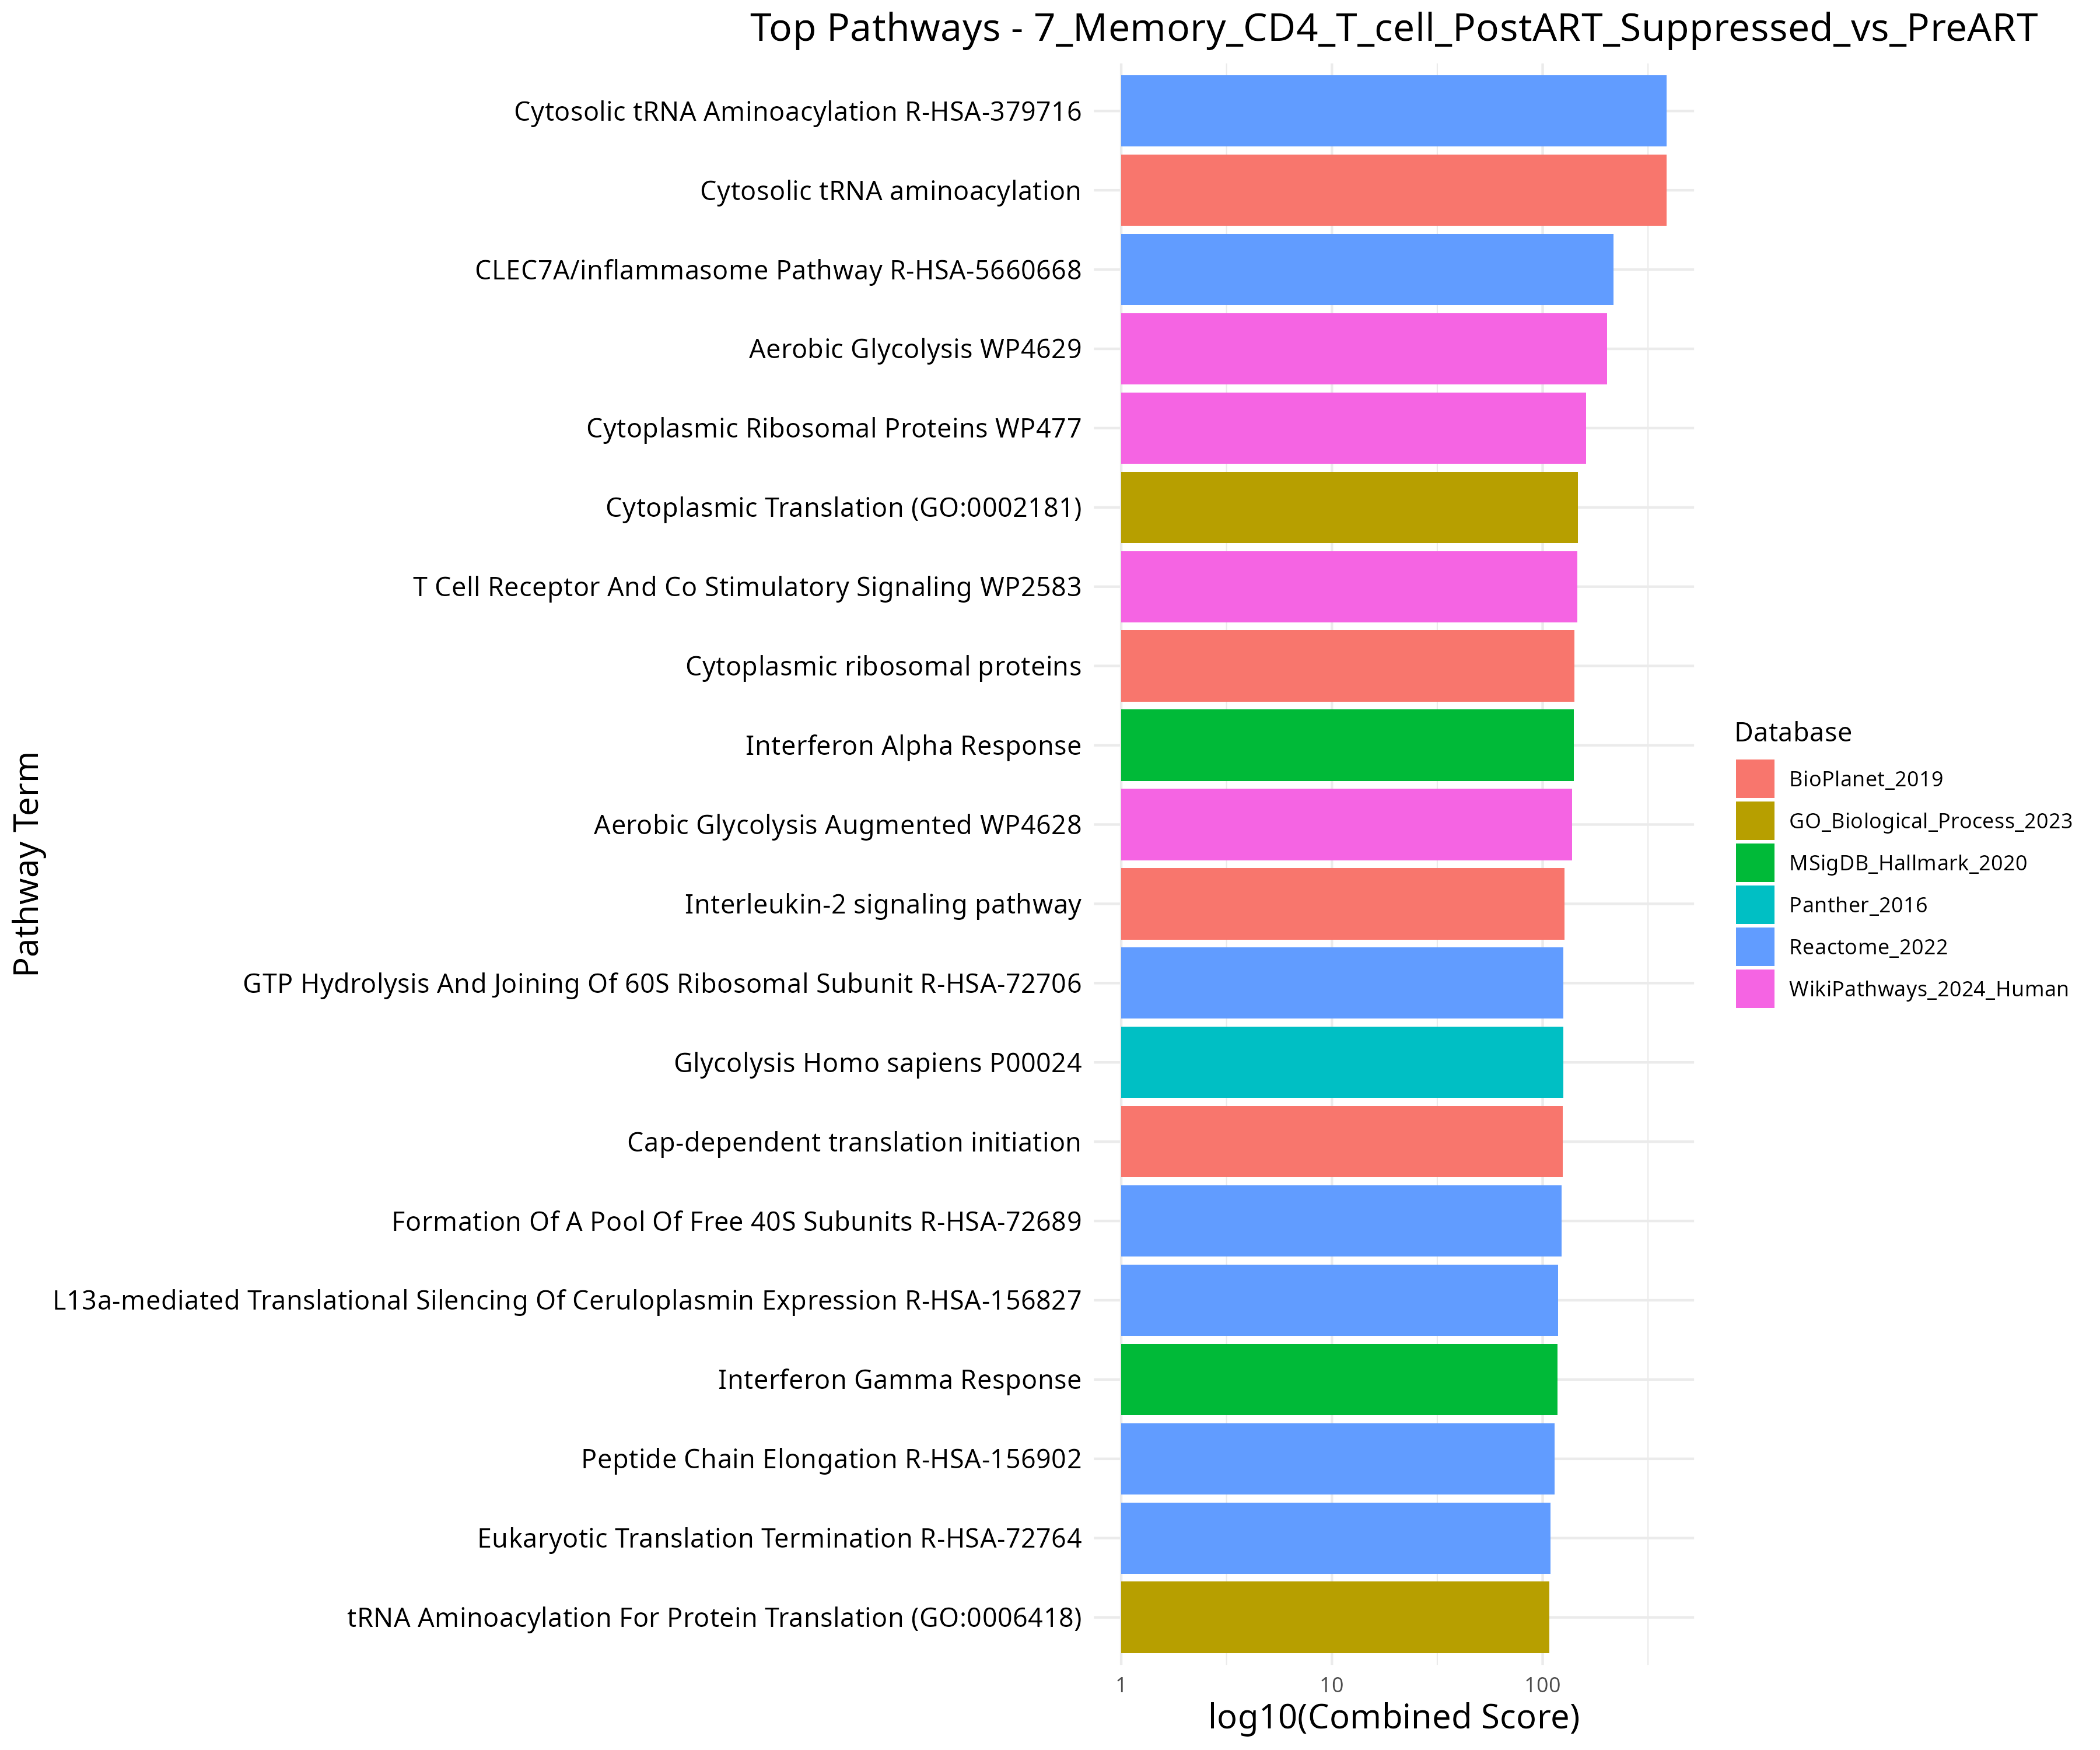 Top Pathways - 7_Memory_CD4_T_cell_PostART_Suppressed_vs_PreART
Pathway Term
Cytosolic tRNA Aminoacylation R-HSA-379716
Cytosolic tRNA aminoacylation
CLEC7A/inflammasome Pathway R-HSA-5660668
Aerobic Glycolysis WP4629
Cytoplasmic Ribosomal Proteins WP477
Cytoplasmic Translation (GO:0002181)
T Cell Receptor And Co Stimulatory Signaling WP2583
Cytoplasmic ribosomal proteins
Interferon Alpha Response
Aerobic Glycolysis Augmented WP4628
Interleukin-2 signaling pathway
GTP Hydrolysis And Joining Of 60S Ribosomal Subunit R-HSA-72706
Glycolysis Homo sapiens P00024
Cap-dependent translation initiation
Formation Of A Pool Of Free 40S Subunits R-HSA-72689
L13a-mediated Translational Silencing Of Ceruloplasmin Expression R-HSA-156827
Interferon Gamma Response
Peptide Chain Elongation R-HSA-156902
Eukaryotic Translation Termination R-HSA-72764
tRNA Aminoacylation For Protein Translation (GO:0006418)
1 10 100
log10(Combined Score)
Database
BioPlanet_2019
GO_Biological_Process_2023
MSigDB_Hallmark_2020
Panther_2016
Reactome_2022
WikiPathways_2024_Human